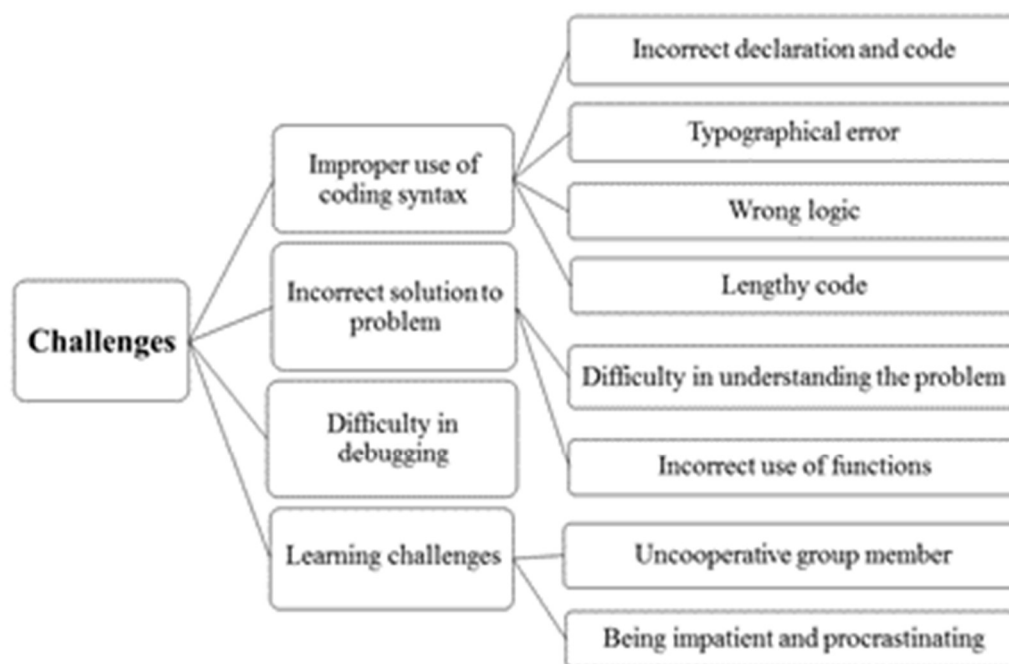 Challenges
Improper use of
coding syntax
Incorrect declaration and code
Typographical error
Wrong logic
Lengthy code
Incorrect solution to
problem
Difficulty in understanding the problem
Incorrect use of functions
Difficulty in
debugging
Learning challenges
Uncooperative group member
Being impatient and procrastinating